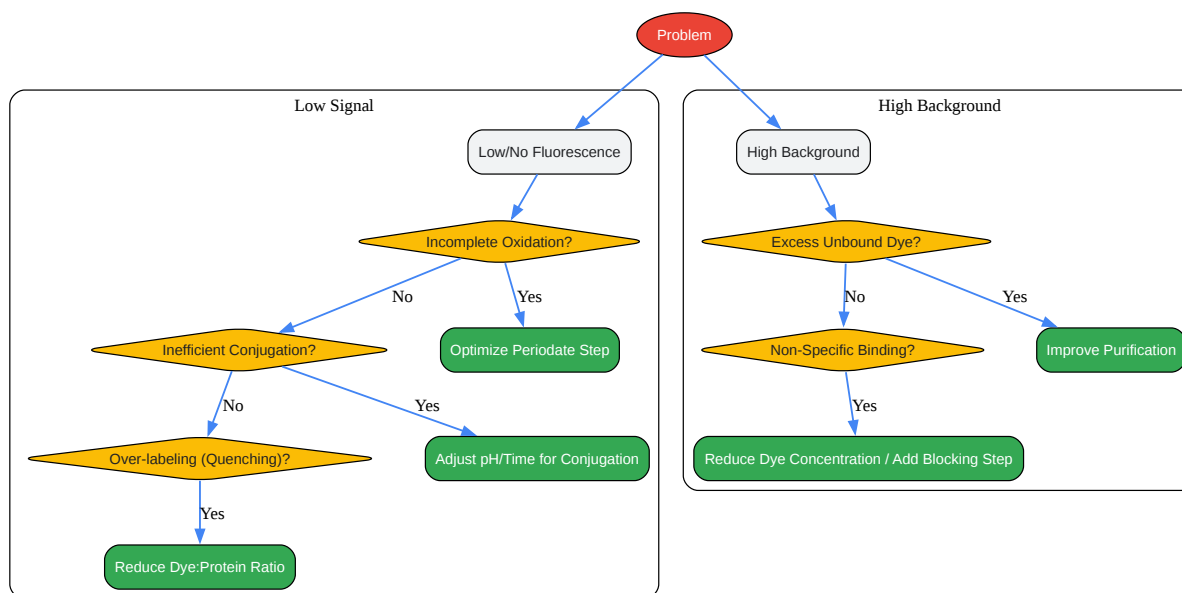 Problem
Low Signal
High Background
Low/No Fluorescence
High Background
Incomplete Oxidation?
Excess Unbound Dye?
No
Yes
No
Yes
Inefficient Conjugation?
Optimize Periodate Step
Non-Specific Binding?
Improve Purification
No
Yes
Yes
Over-labeling (Quenching)?
Adjust pH/Time for Conjugation
Reduce Dye Concentration / Add Blocking Step
Yes
Reduce Dye:Protein Ratio